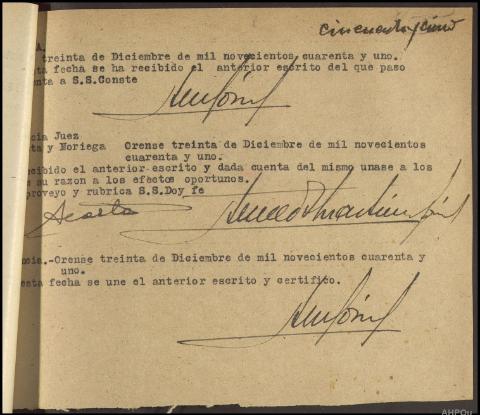 cincuenta y cinco
A.
treinta de Diciembre de mil novecientos cuarenta y uno.
ta fecha se ha recibido el anterior escrito del que paso
enta a S.S.Conste
cia Juez
ta y Noriega Orense treinta de Diciembre de mil novecientos
cuarenta y uno.
cibido el anterior escrito y dada cuenta del mismo unase a los
su razon a los efectos oportunos.
proveyo y rubrica S.S.Doy fe
Acosta
ncia.-Orense treinta de Diciembre de mil novecientos cuarenta y
uno.
esta fecha se une el anterior escrito y certifico.
AHPOu